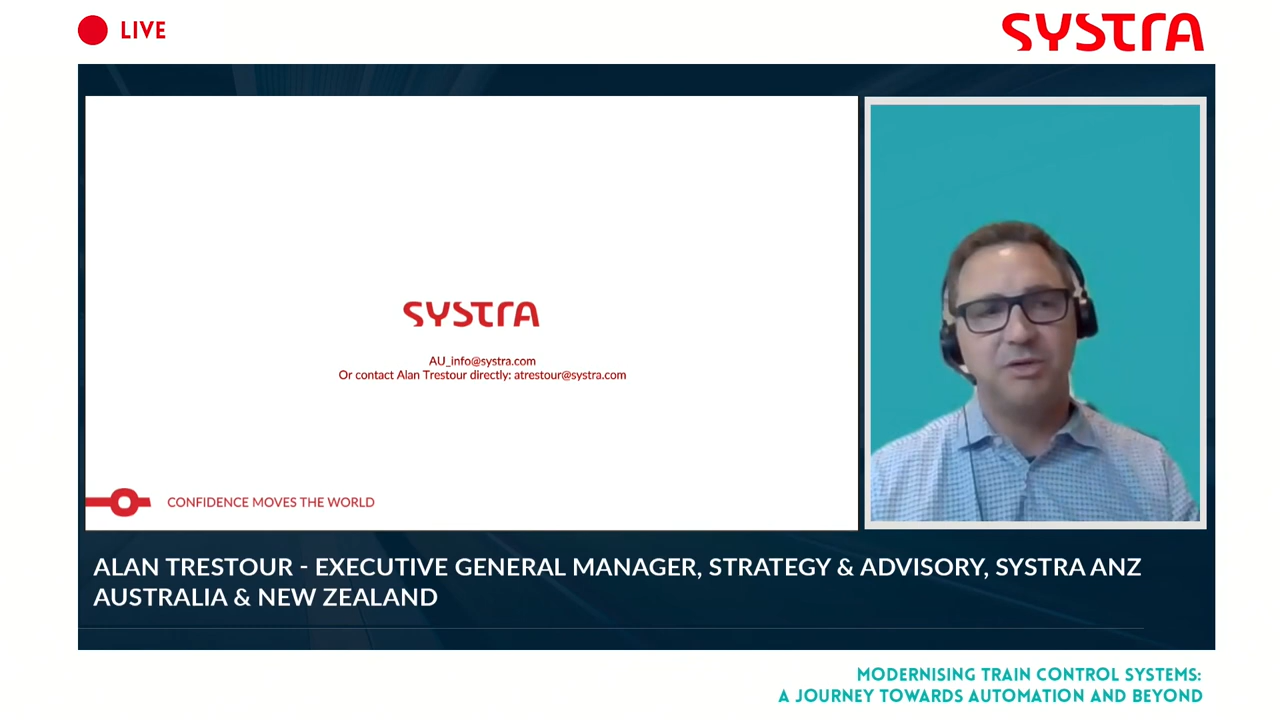 LIVE
SYSTRA
SYSTRA
AU_info@systra.com
Or contact Alan Trestour directly: atrestour@systra.com
CONFIDENCE MOVES THE WORLD
ALAN TRESTOUR - EXECUTIVE GENERAL MANAGER, STRATEGY & ADVISORY, SYSTRA ANZ
AUSTRALIA & NEW ZEALAND
MODERNISING TRAIN CONTROL SYSTEMS:
A JOURNEY TOWARDS AUTOMATION AND BEYOND